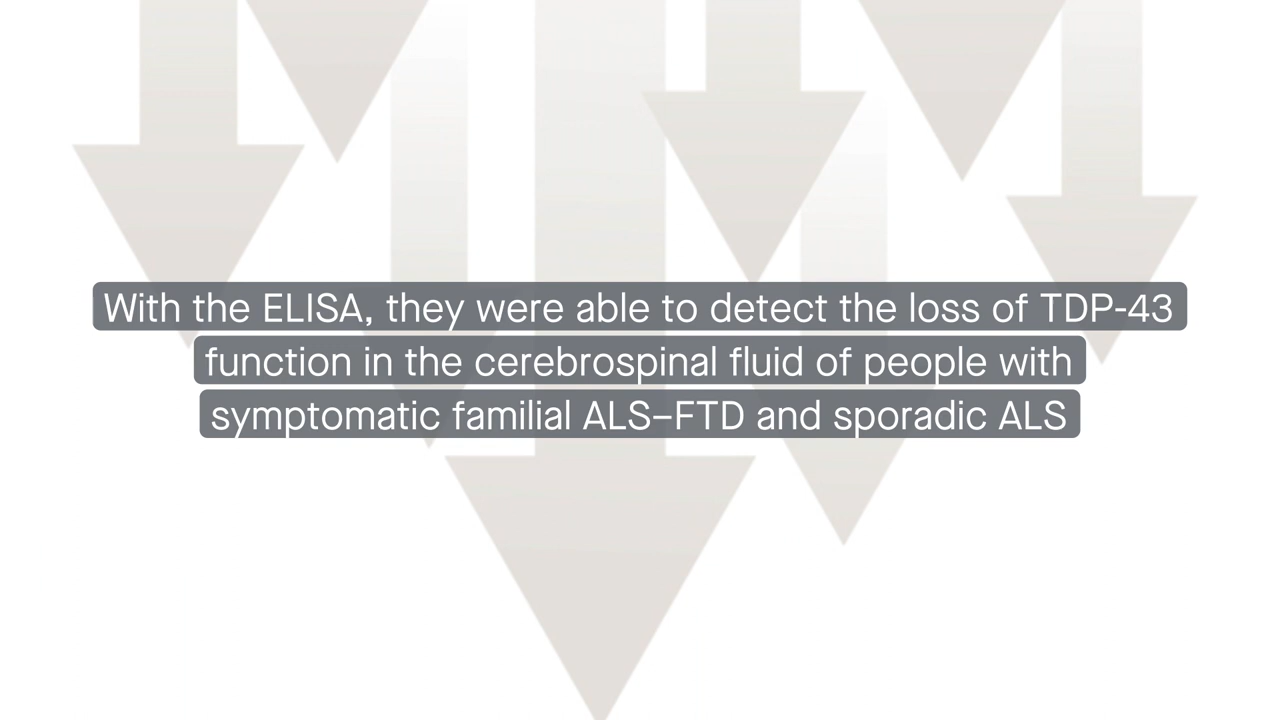 With the ELISA, they were able to detect the loss of TDP-43
function in the cerebrospinal fluid of people with
symptomatic familial ALS–FTD and sporadic ALS